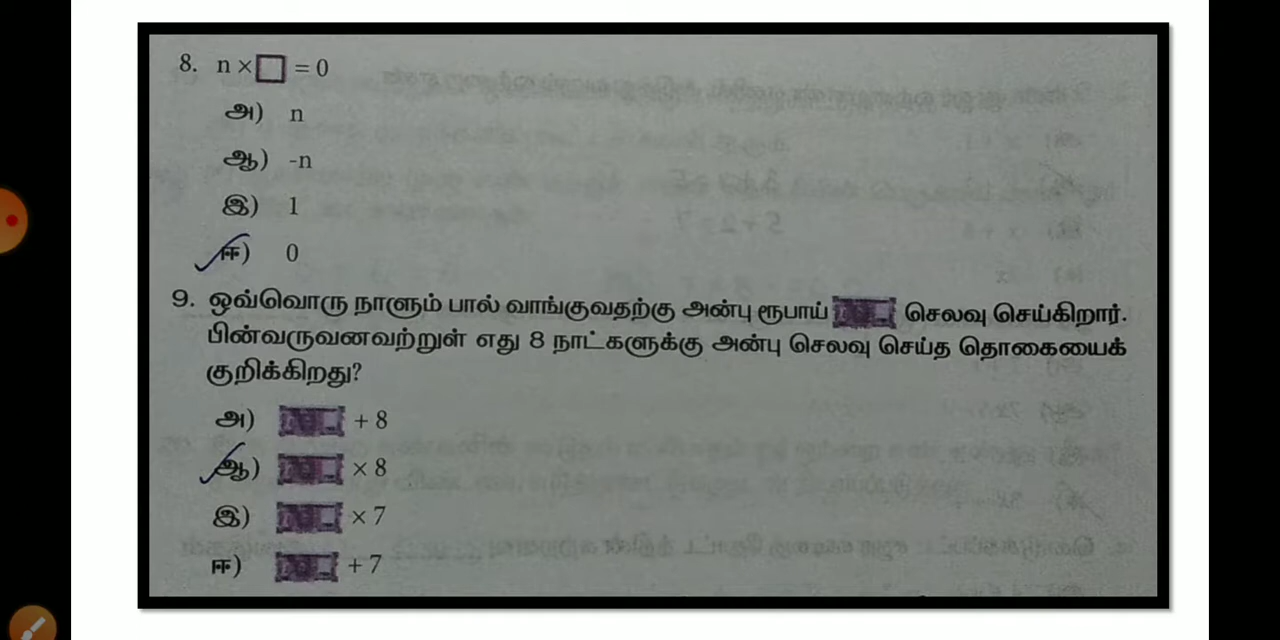 8. n × □ = 0
அ) n
ஆ) -n
இ) 1
ஈ) 0
9. ஒவ்வொரு நாளும் பால் வாங்குவதற்கு அன்பு ரூபாய் செலவு செய்கிறார்.
பின்வருவனவற்றுள் எது 8 நாட்களுக்கு அன்பு செலவு செய்த தொகையைக்
குறிக்கிறது?
அ) + 8
ஆ) × 8
இ) × 7
ஈ) + 7